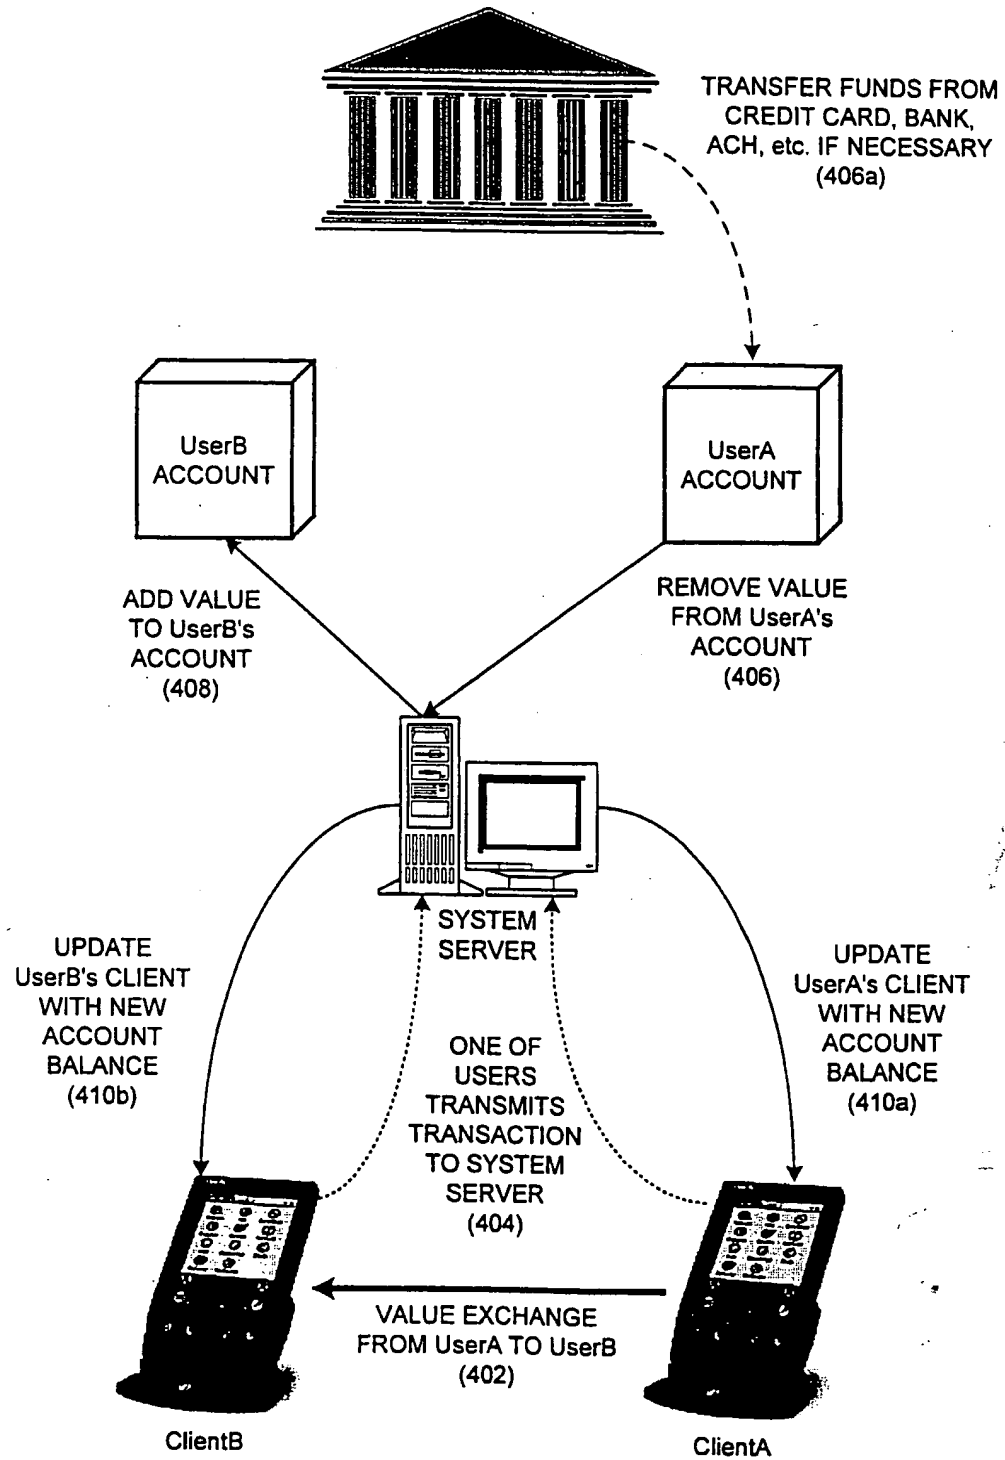 TRANSFER FUNDS FROM
CREDIT CARD, BANK,
ACH, etc. IF NECESSARY
(406a)
UserB
ACCOUNT
UserA
ACCOUNT
ADD VALUE
TO UserB's
ACCOUNT
(408)
REMOVE VALUE
FROM UserA's
ACCOUNT
(406)
SYSTEM
SERVER
UPDATE
UserB's CLIENT
WITH NEW
ACCOUNT
BALANCE
(410b)
ONE OF
USERS
TRANSMITS
TRANSACTION
TO SYSTEM
SERVER
(404)
UPDATE
UserA's CLIENT
WITH NEW
ACCOUNT
BALANCE
(410a)
VALUE EXCHANGE
FROM UserA TO UserB
(402)
ClientB
ClientA